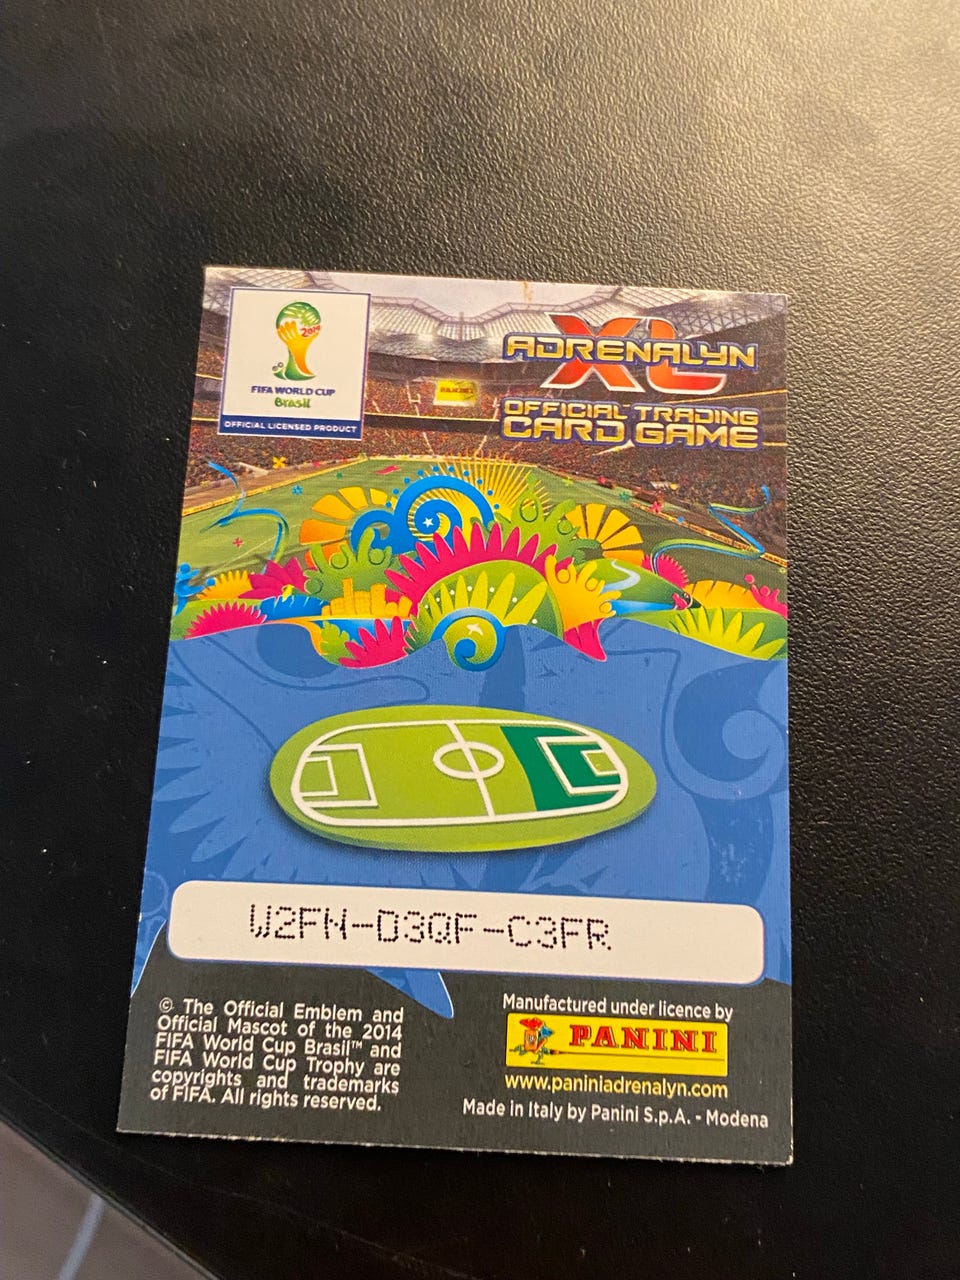 2014
FIFA WORLD CUP
Brasil
OFFICIAL LICENSED PRODUCT
ADRENALYN
XL
OFFICIAL TRADING
CARD GAME
PANINI
W2FN-D3QF-C3FR
© The Official Emblem and
Official Mascot of the 2014
FIFA World Cup Brasil™ and
FIFA World Cup Trophy are
copyrights and trademarks
of FIFA. All rights reserved.
Manufactured under licence by
PANINI
www.paniniadrenalyn.com
Made in Italy by Panini S.p.A. - Modena